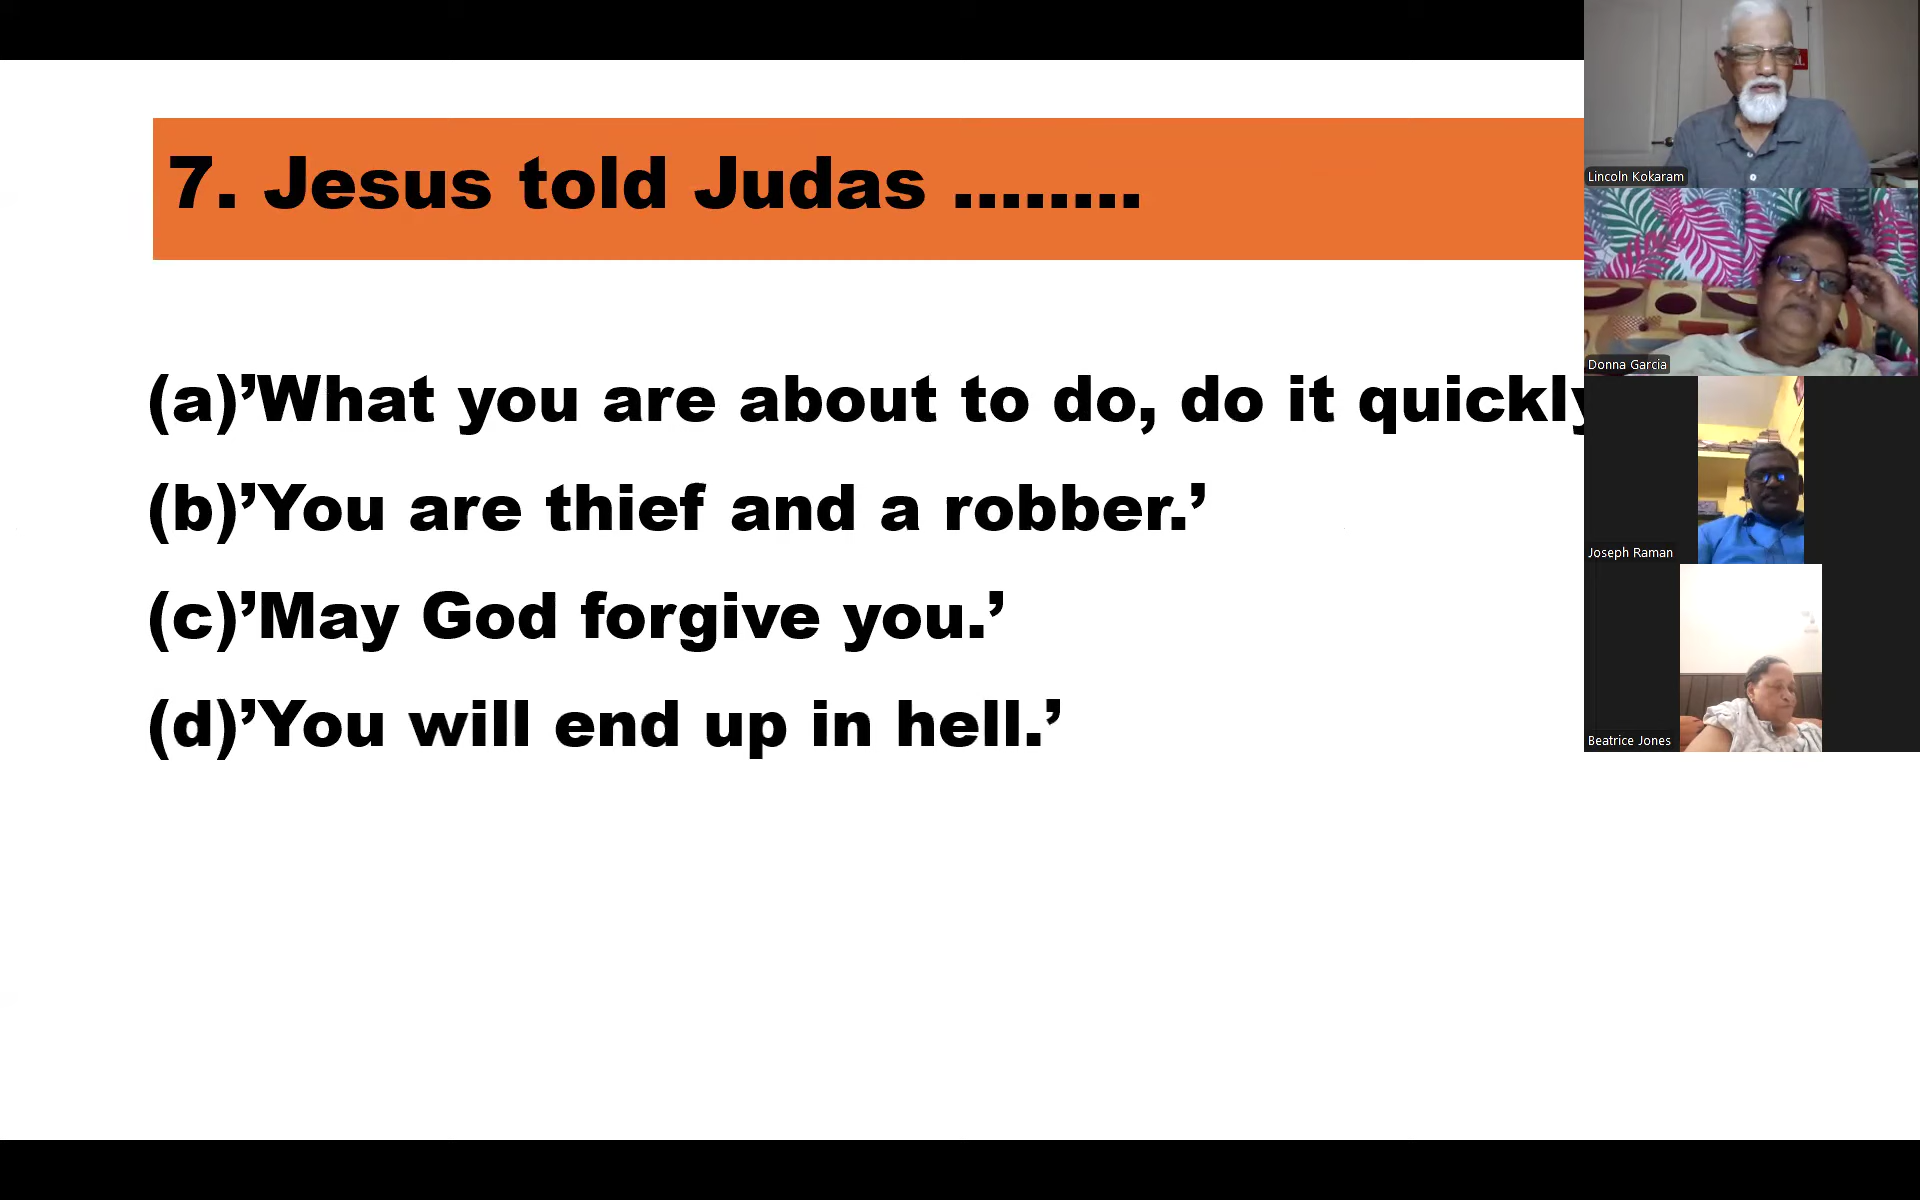 7. Jesus told Judas ........
(a)’What you are about to do, do it quickly
(b)’You are thief and a robber.’
(c)’May God forgive you.’
(d)’You will end up in hell.’
Lincoln Kokaram
Donna Garcia
Joseph Raman
Beatrice Jones